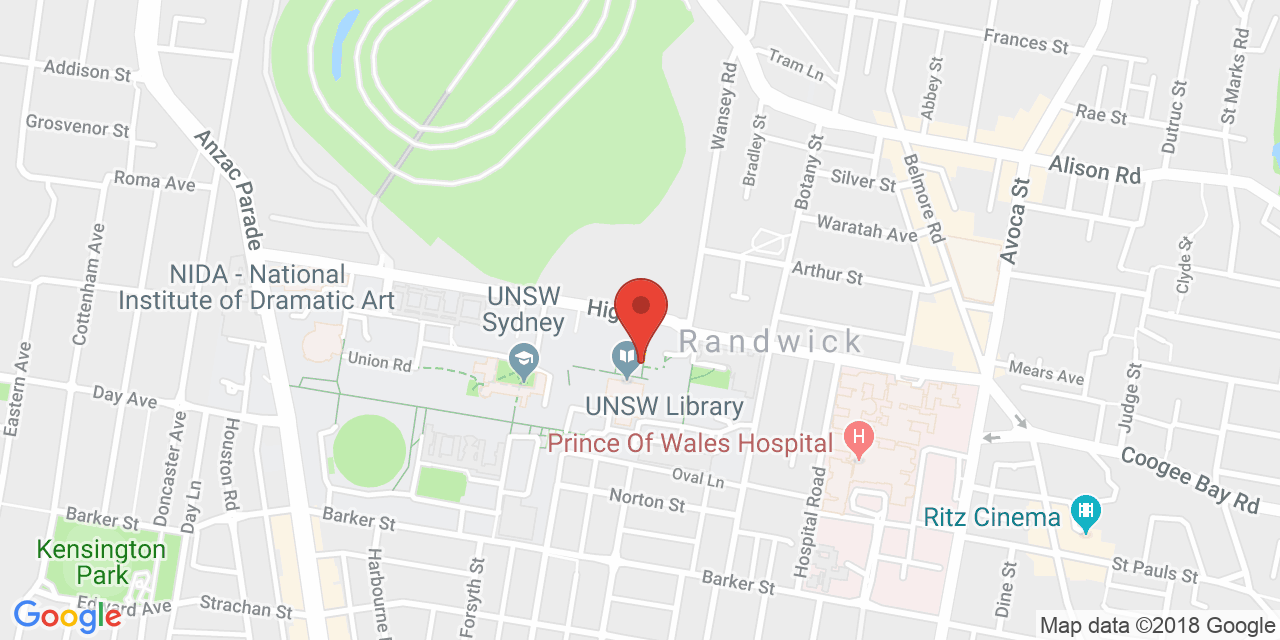 Frances St
Addison St
Tram Ln
Wansey Rd
Abbey St
Dutruc St
St Marks Rd
Grosvenor St
Rae St
Anzac Parade
Bradley St
Botany St
Alison Rd
Roma Ave
Silver St
Belmore Rd
Avoca St
Waratah Ave
Cottenham Ave
Clyde St
NIDA - National
Institute of Dramatic Art
Arthur St
UNSW
Sydney
Randwick
Union Rd
Mears Ave
Eastern Ave
Day Ave
UNSW Library
Judge St
Prince Of Wales Hospital
H
Doncaster Ave
Day Ln
Houston Rd
Oval Ln
Coogee Bay Rd
Norton St
Hospital Road
Barker St
Barker St
Ritz Cinema
Kensington
Park
Harbourne
Forsyth St
Barker St
St Pauls St
Dine St
Edward Ave
Strachan St
Google
Map data ©2018 Google